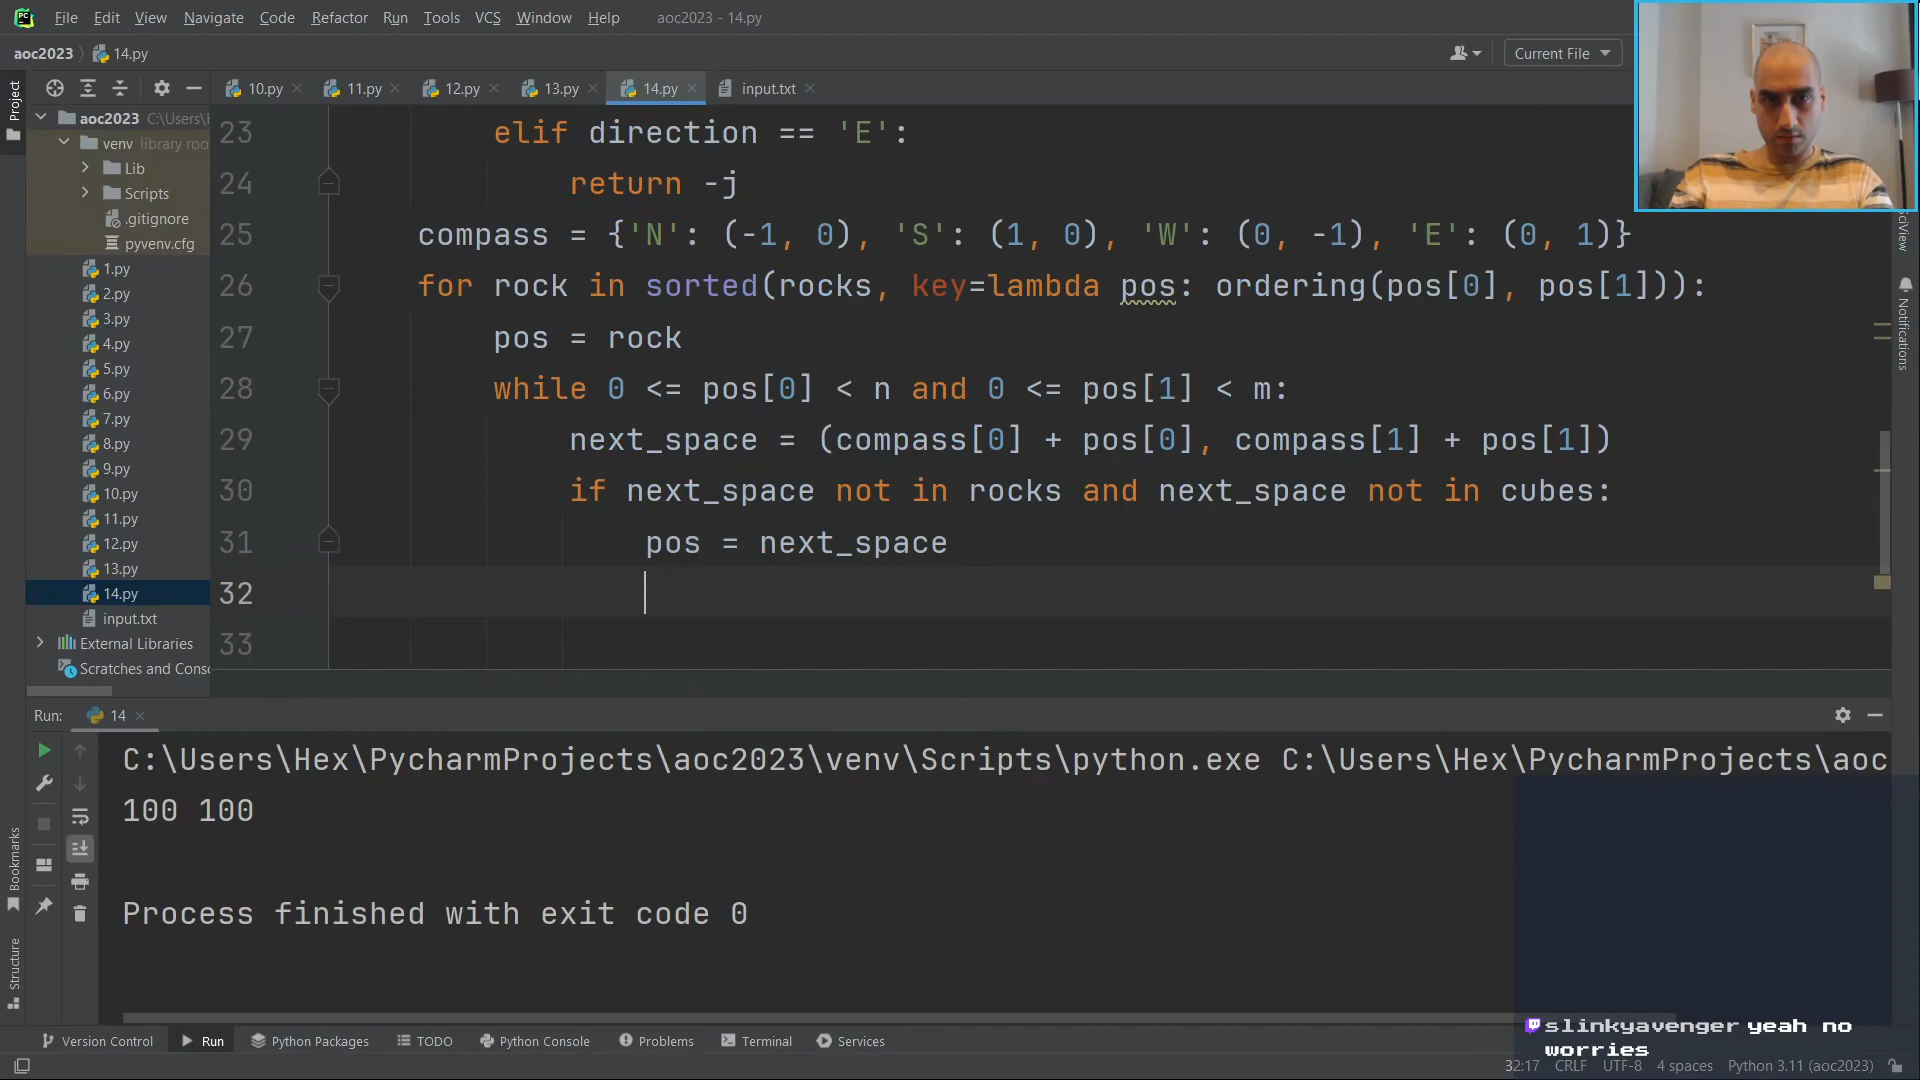 File Edit View Navigate Code Refactor Run Tools VCS Window Help aoc2023 - 14.py
aoc2023 14.py Current File
Project
10.py 11.py 12.py 13.py 14.py input.txt
aoc2023 C:\Users\H
venv library roo
Lib
Scripts
.gitignore
pyvenv.cfg
1.py
2.py
3.py
4.py
5.py
6.py
7.py
8.py
9.py
10.py
11.py
12.py
13.py
14.py
input.txt
External Libraries
Scratches and Conso
23 elif direction == 'E':
24 return -j
25 compass = {'N': (-1, 0), 'S': (1, 0), 'W': (0, -1), 'E': (0, 1)}
26 for rock in sorted(rocks, key=lambda pos: ordering(pos[0], pos[1])):
27 pos = rock
28 while 0 <= pos[0] < n and 0 <= pos[1] < m:
29 next_space = (compass[0] + pos[0], compass[1] + pos[1])
30 if next_space not in rocks and next_space not in cubes:
31 pos = next_space
32
33
SciView
Notifications
Run: 14
C:\Users\Hex\PycharmProjects\aoc2023\venv\Scripts\python.exe C:\Users\Hex\PycharmProjects\aoc
100 100
Process finished with exit code 0
Bookmarks
Structure
slinkyavenger yeah no
worries
Version Control Run Python Packages TODO Python Console Problems Terminal Services
32:17 CRLF UTF-8 4 spaces Python 3.11 (aoc2023)